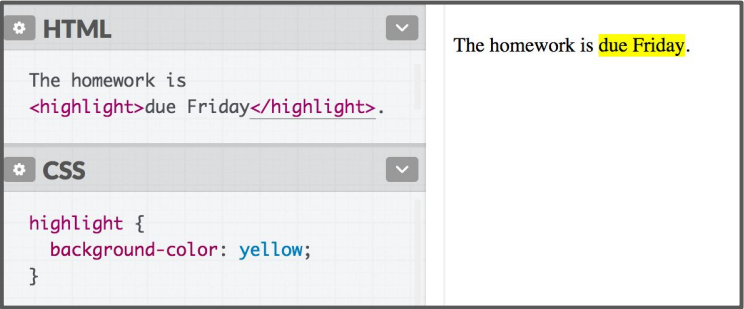 HTML
The homework is
<highlight>due Friday</highlight>.
CSS
highlight {
  background-color: yellow;
}
The homework is due Friday.